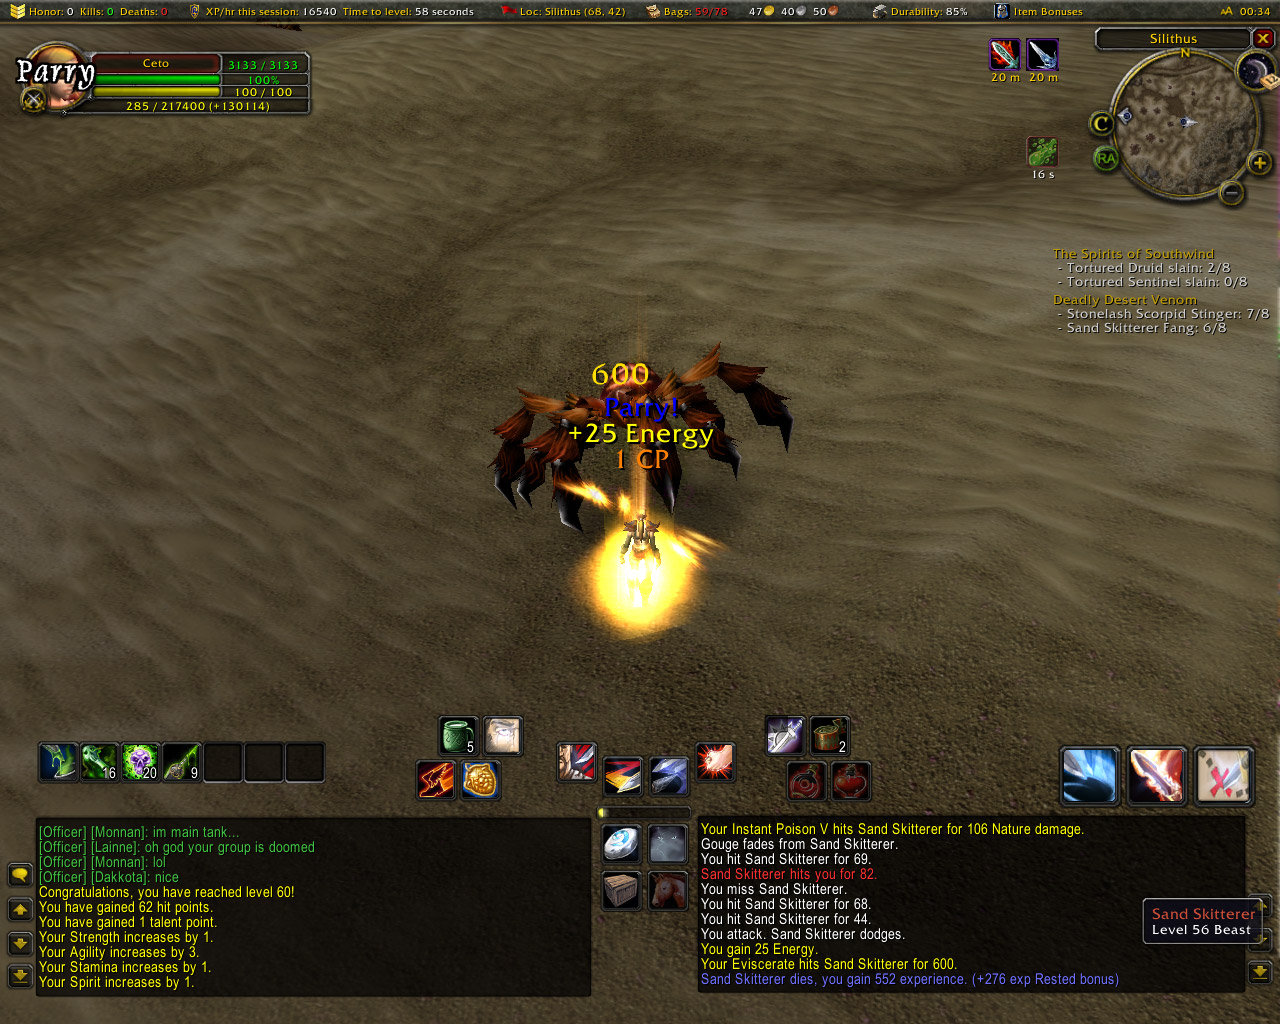 Honor: 0 Kills: 0 Deaths: 0 XP/hr this session: 16540 Time to level: 58 seconds Loc: Silithus (68, 42) Bags: 59/78 47 40 50 Durability: 85% Item Bonuses AA 00:34
Silithus
N
Parry
Ceto
3133 / 3133
100%
100 / 100
285 / 217400 (+130114)
20 m 20 m
C
RA
16 s
The Spirits of Southwind
- Tortured Druid slain: 2/8
- Tortured Sentinel slain: 0/8
Deadly Desert Venom
- Stonelash Scorpid Stinger: 7/8
- Sand Skitterer Fang: 6/8
600
Parry!
+25 Energy
1 CP
5
2
16
20
9
[Officer] [Monnan]: im main tank...
[Officer] [Lainne]: oh god your group is doomed
[Officer] [Monnan]: lol
[Officer] [Dakkota]: nice
Congratulations, you have reached level 60!
You have gained 62 hit points.
You have gained 1 talent point.
Your Strength increases by 1.
Your Agility increases by 3.
Your Stamina increases by 1.
Your Spirit increases by 1.
Your Instant Poison V hits Sand Skitterer for 106 Nature damage.
Gouge fades from Sand Skitterer.
You hit Sand Skitterer for 69.
Sand Skitterer hits you for 82.
You miss Sand Skitterer.
You hit Sand Skitterer for 68.
You hit Sand Skitterer for 44.
You attack. Sand Skitterer dodges.
You gain 25 Energy.
Your Eviscerate hits Sand Skitterer for 600.
Sand Skitterer dies, you gain 552 experience. (+276 exp Rested bonus)
Sand Skitterer
Level 56 Beast